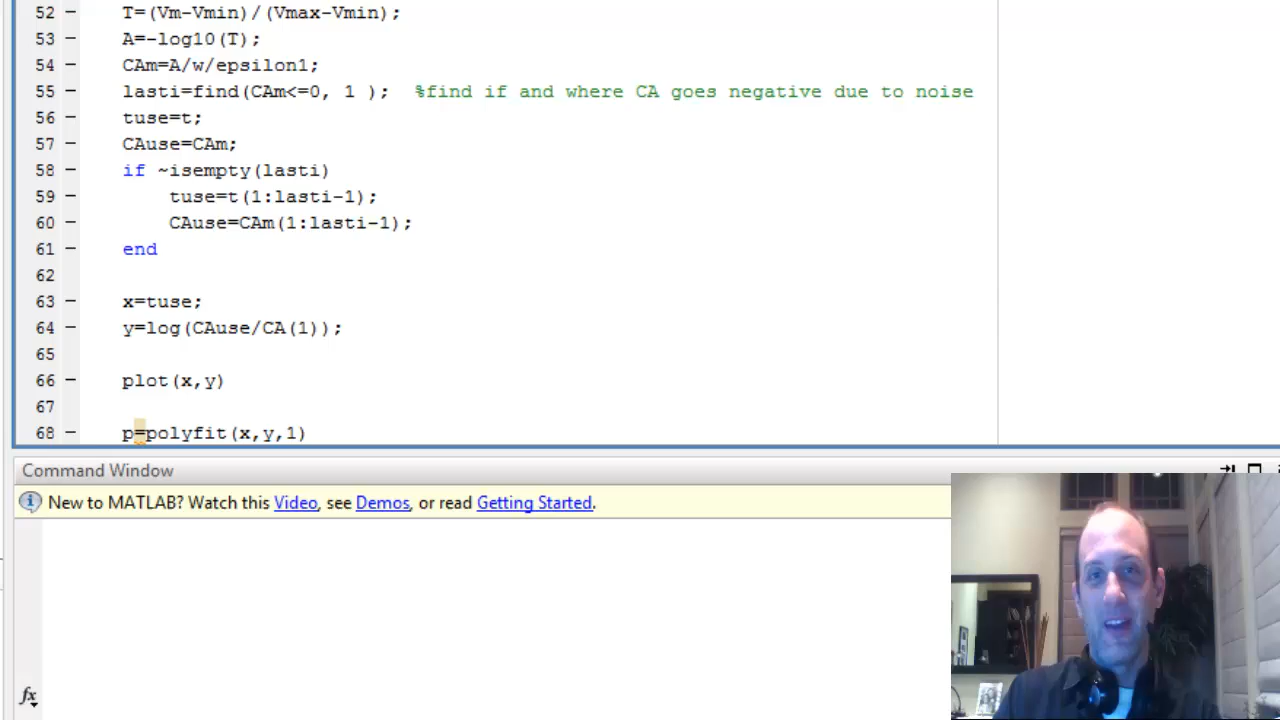 52 - T=(Vm-Vmin)/(Vmax-Vmin);
53 - A=-log10(T);
54 - CAm=A/w/epsilon1;
55 - lasti=find(CAm<=0, 1 ); %find if and where CA goes negative due to noise
56 - tuse=t;
57 - CAuse=CAm;
58 - if ~isempty(lasti)
59 - tuse=t(1:lasti-1);
60 - CAuse=CAm(1:lasti-1);
61 - end
62
63 - x=tuse;
64 - y=log(CAuse/CA(1));
65
66 - plot(x,y)
67
68 - p=polyfit(x,y,1)
Command Window
New to MATLAB? Watch this Video, see Demos, or read Getting Started.
fx